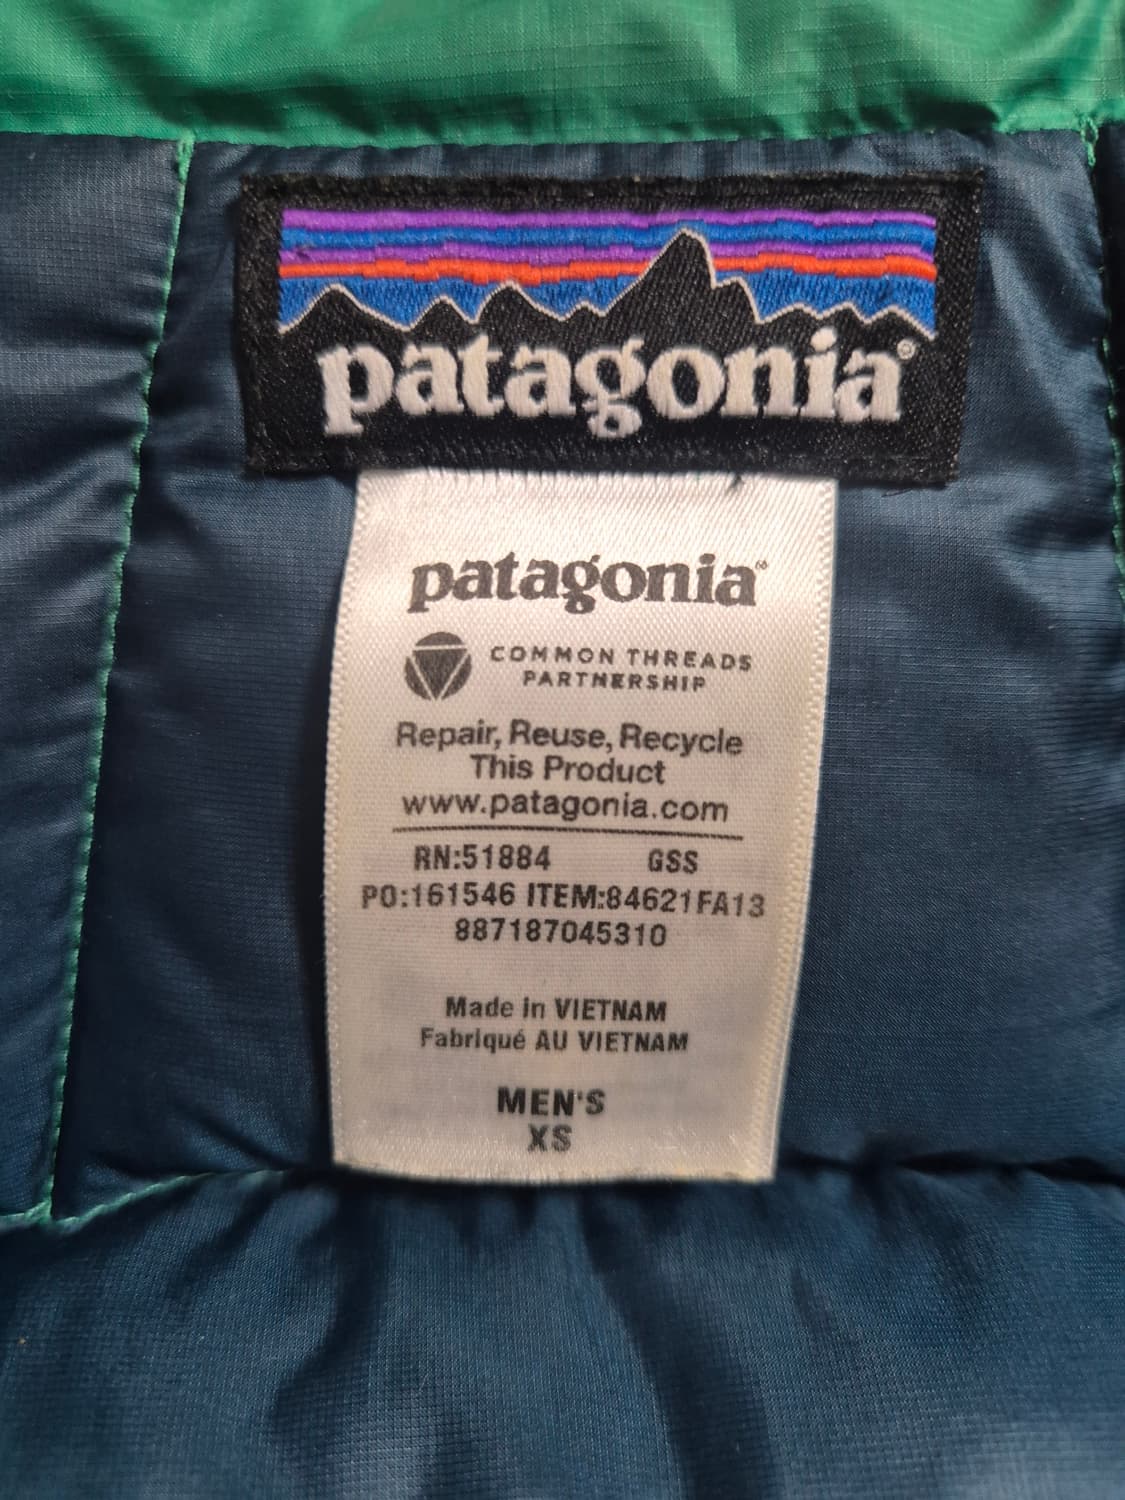 patagonia®
patagonia®
COMMON THREADS
PARTNERSHIP
Repair, Reuse, Recycle
This Product
www.patagonia.com
RN:51884 GSS
PO:161546 ITEM:84621FA13
887187045310
Made in VIETNAM
Fabriqué AU VIETNAM
MEN'S
XS